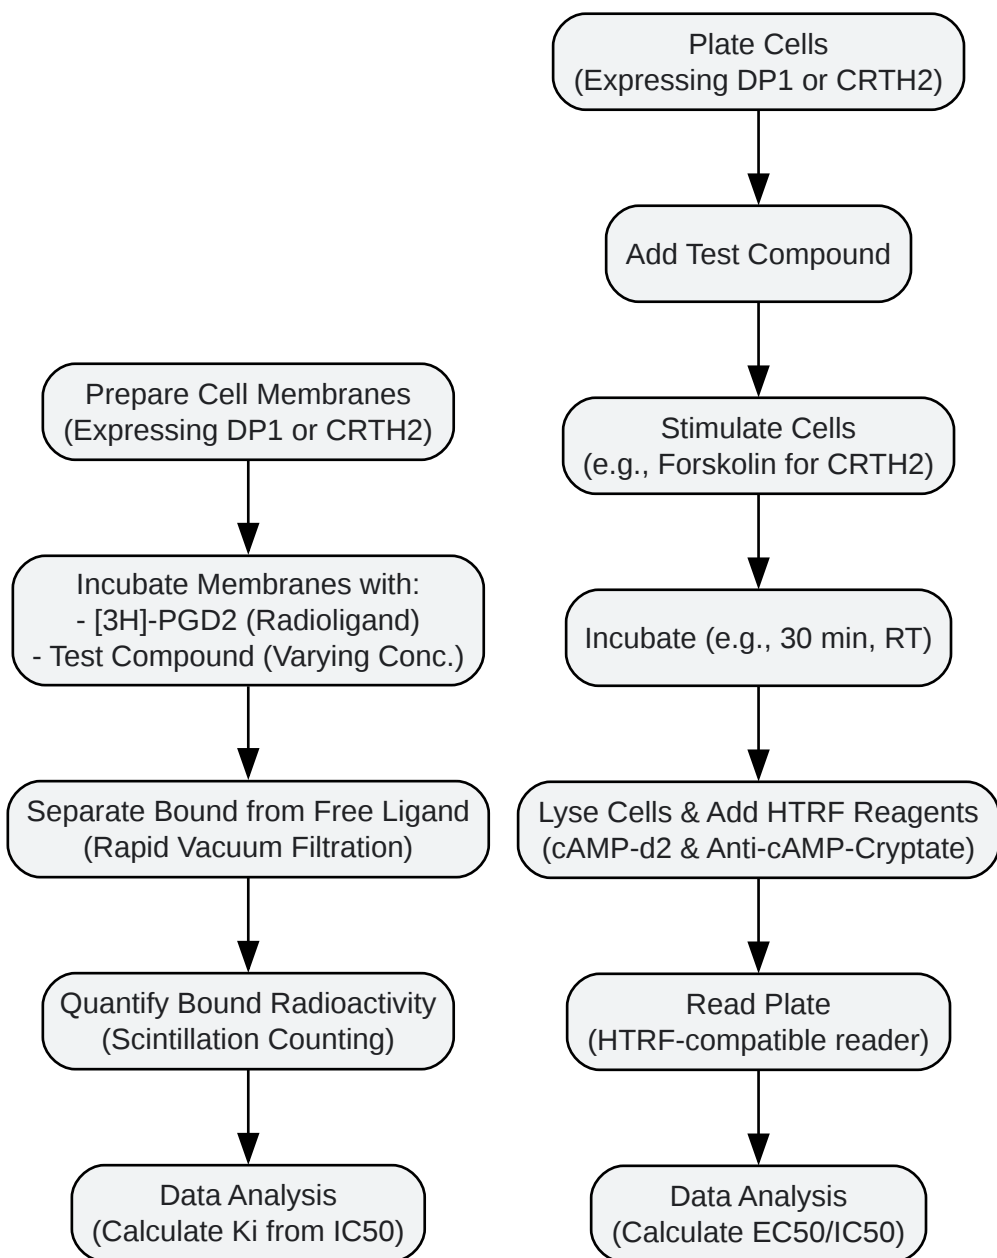 Prepare Cell Membranes
(Expressing DP1 or CRTH2)
Incubate Membranes with:
- [3H]-PGD2 (Radioligand)
- Test Compound (Varying Conc.)
Separate Bound from Free Ligand
(Rapid Vacuum Filtration)
Quantify Bound Radioactivity
(Scintillation Counting)
Data Analysis
(Calculate Ki from IC50)
Plate Cells
(Expressing DP1 or CRTH2)
Add Test Compound
Stimulate Cells
(e.g., Forskolin for CRTH2)
Incubate (e.g., 30 min, RT)
Lyse Cells & Add HTRF Reagents
(cAMP-d2 & Anti-cAMP-Cryptate)
Read Plate
(HTRF-compatible reader)
Data Analysis
(Calculate EC50/IC50)